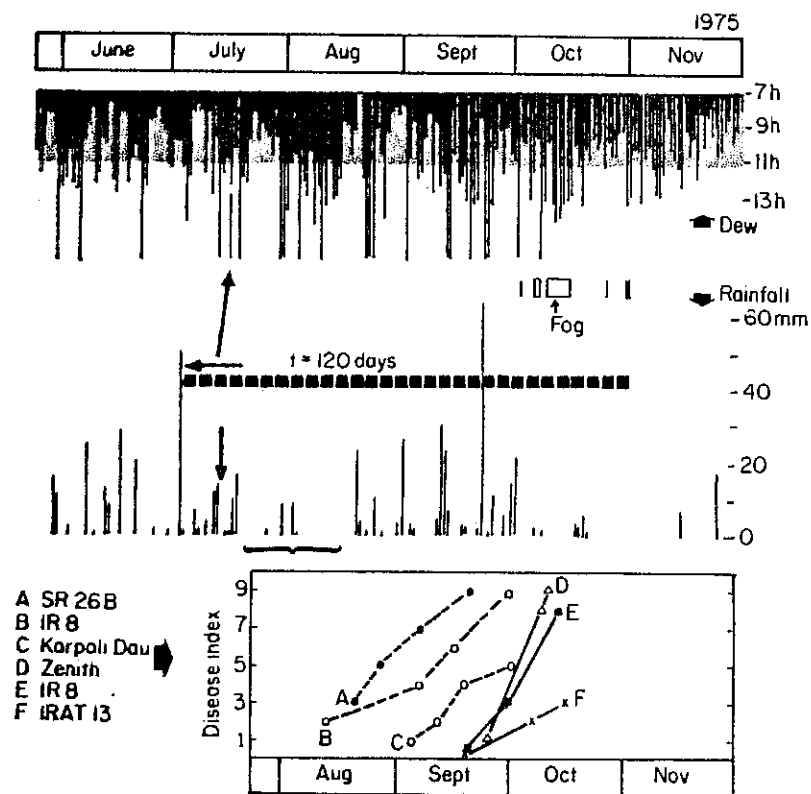 1975
June July Aug Sept Oct Nov
-7h
-9h
-11h
-13h
Dew
Rainfall
-60mm
Fog
t = 120 days
-40
-20
-0
A SR 26B
B IR 8
C Karpoli Dau
D Zenith
E IR 8
F IRAT 13
Disease index
9
7
5
3
1
A
B
C
D
E
F
Aug Sept Oct Nov